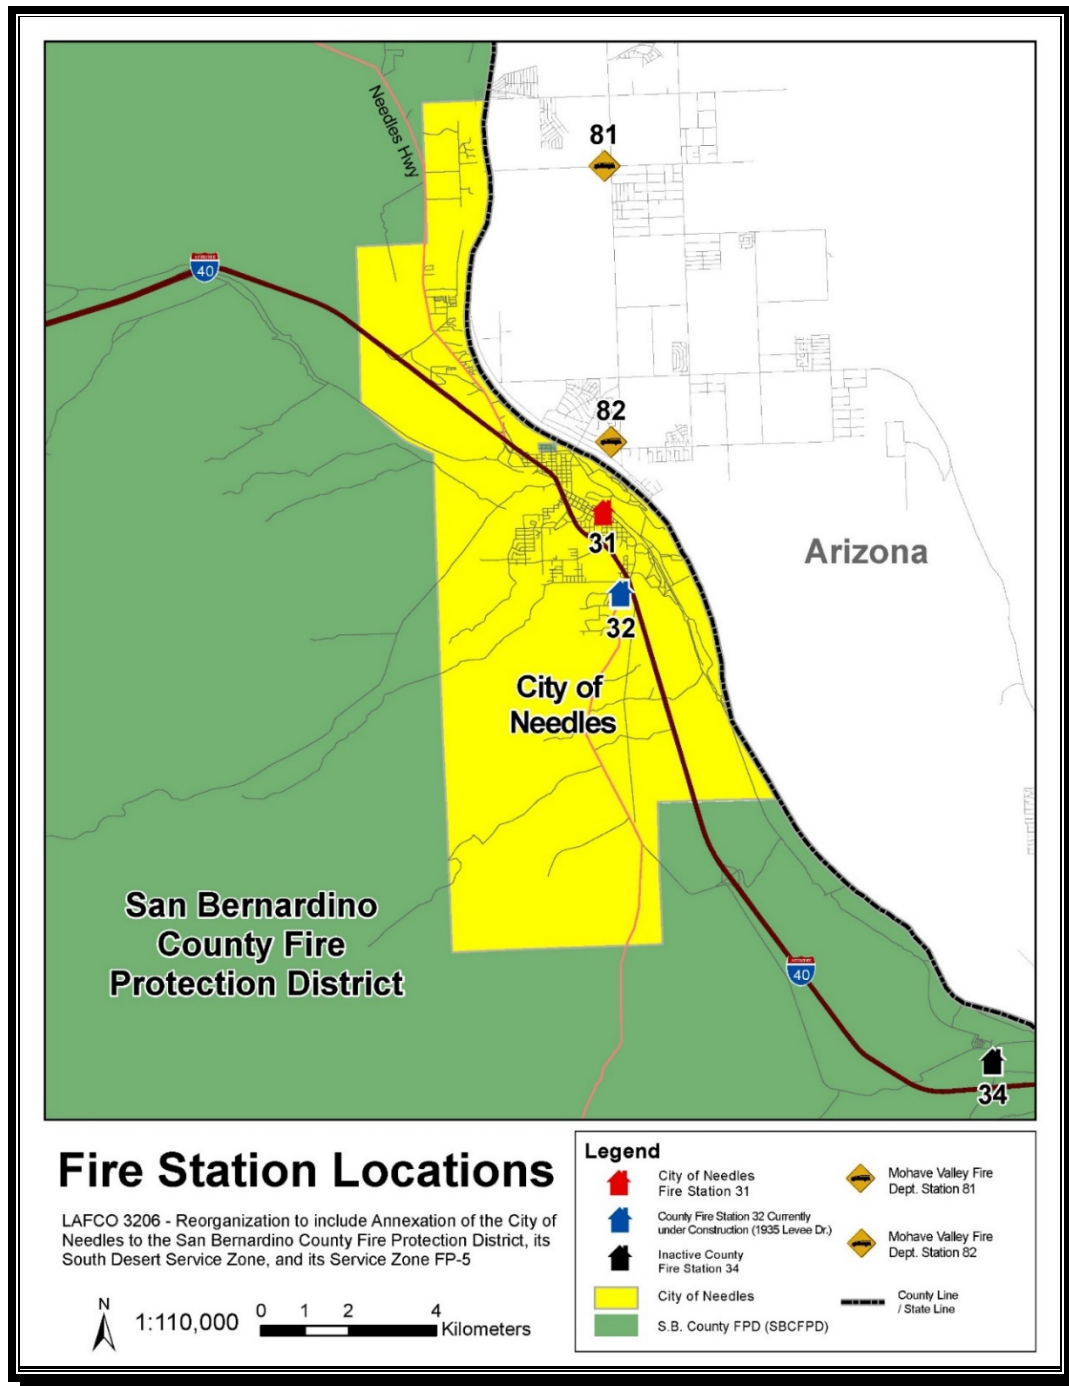 Needles Hwy
81
40
82
31
Arizona
32
City of
Needles
San Bernardino
County Fire
Protection District
40
34
Fire Station Locations
LAFCO 3206 - Reorganization to include Annexation of the City of
Needles to the San Bernardino County Fire Protection District, its
South Desert Service Zone, and its Service Zone FP-5
N
1:110,000
0 1 2 4
Kilometers
Legend
City of Needles
Fire Station 31
County Fire Station 32 Currently
under Construction (1935 Levee Dr.)
Inactive County
Fire Station 34
City of Needles
S.B. County FPD (SBCFPD)
Mohave Valley Fire
Dept. Station 81
Mohave Valley Fire
Dept. Station 82
County Line
/ State Line